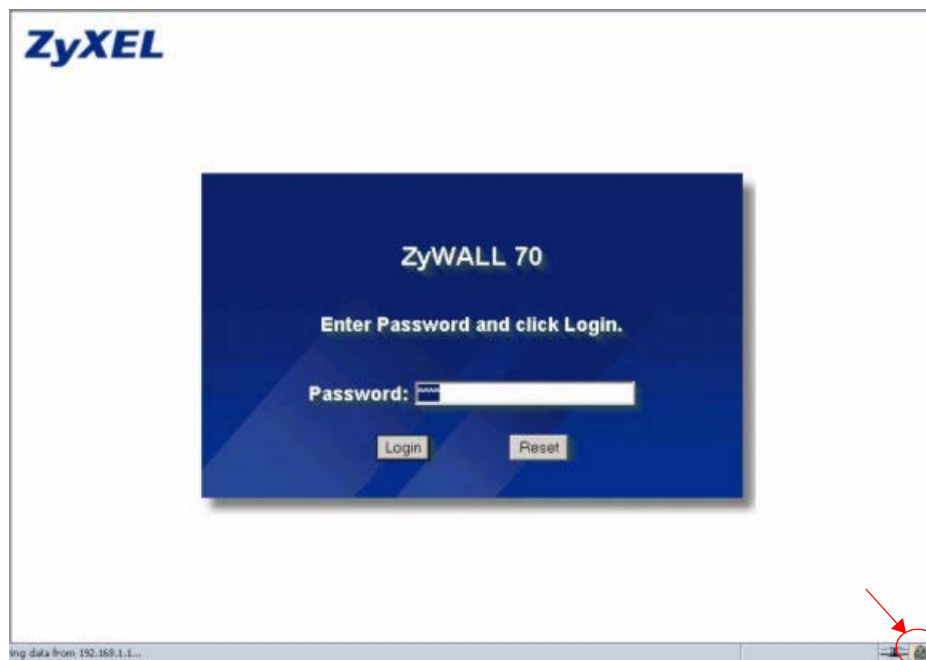 ZyXEL
ZyWALL 70
Enter Password and click Login.
Password:
Login
Reset
ing data from 192.168.1.1...